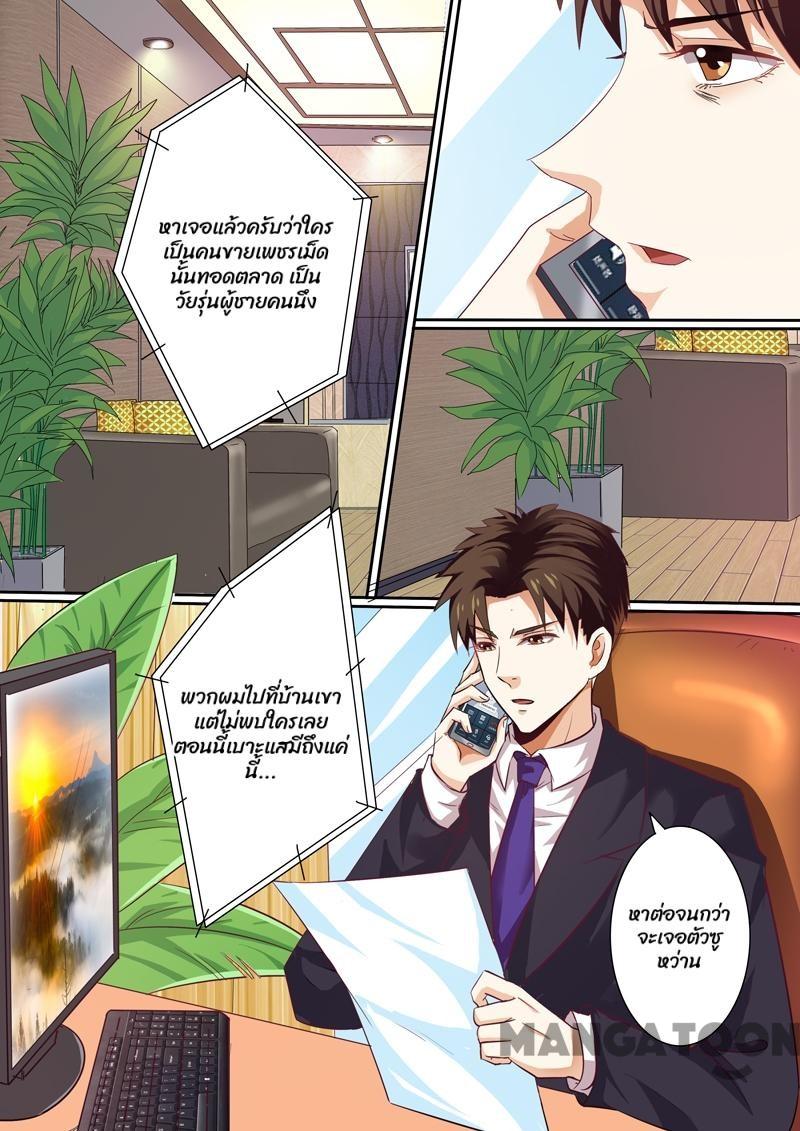 หาเจอแล้วครับว่าใคร
เป็นคนขายเพชรเม็ด
นั้นทอดตลาด เป็น
วัยรุ่นผู้ชายคนนึง
พวกผมไปที่บ้านเขา
แต่ไม่พบใครเลย
ตอนนี้เบาะแสมีถึงแค่
นี้...
หาต่อจนกว่า
จะเจอตัวซู
หว่าน
MANGATOON